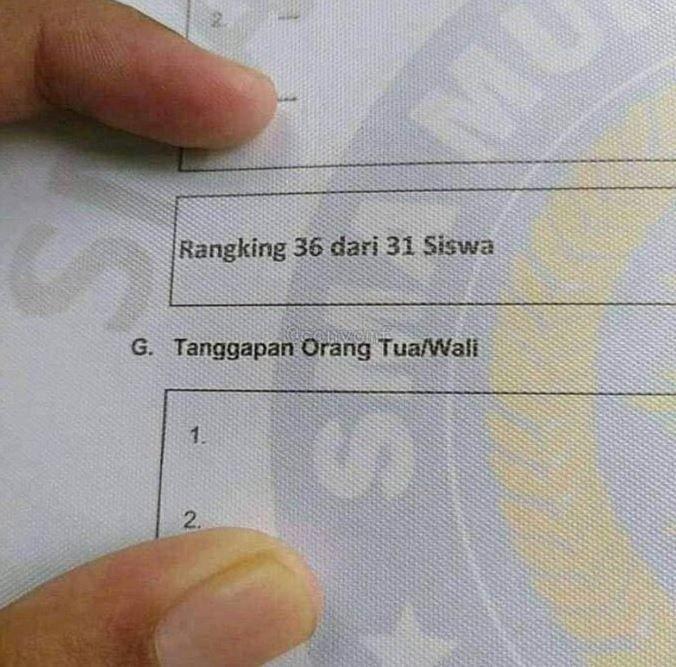 2.
Rangking 36 dari 31 Siswa
G. Tanggapan Orang Tua/Wali
1.
2.